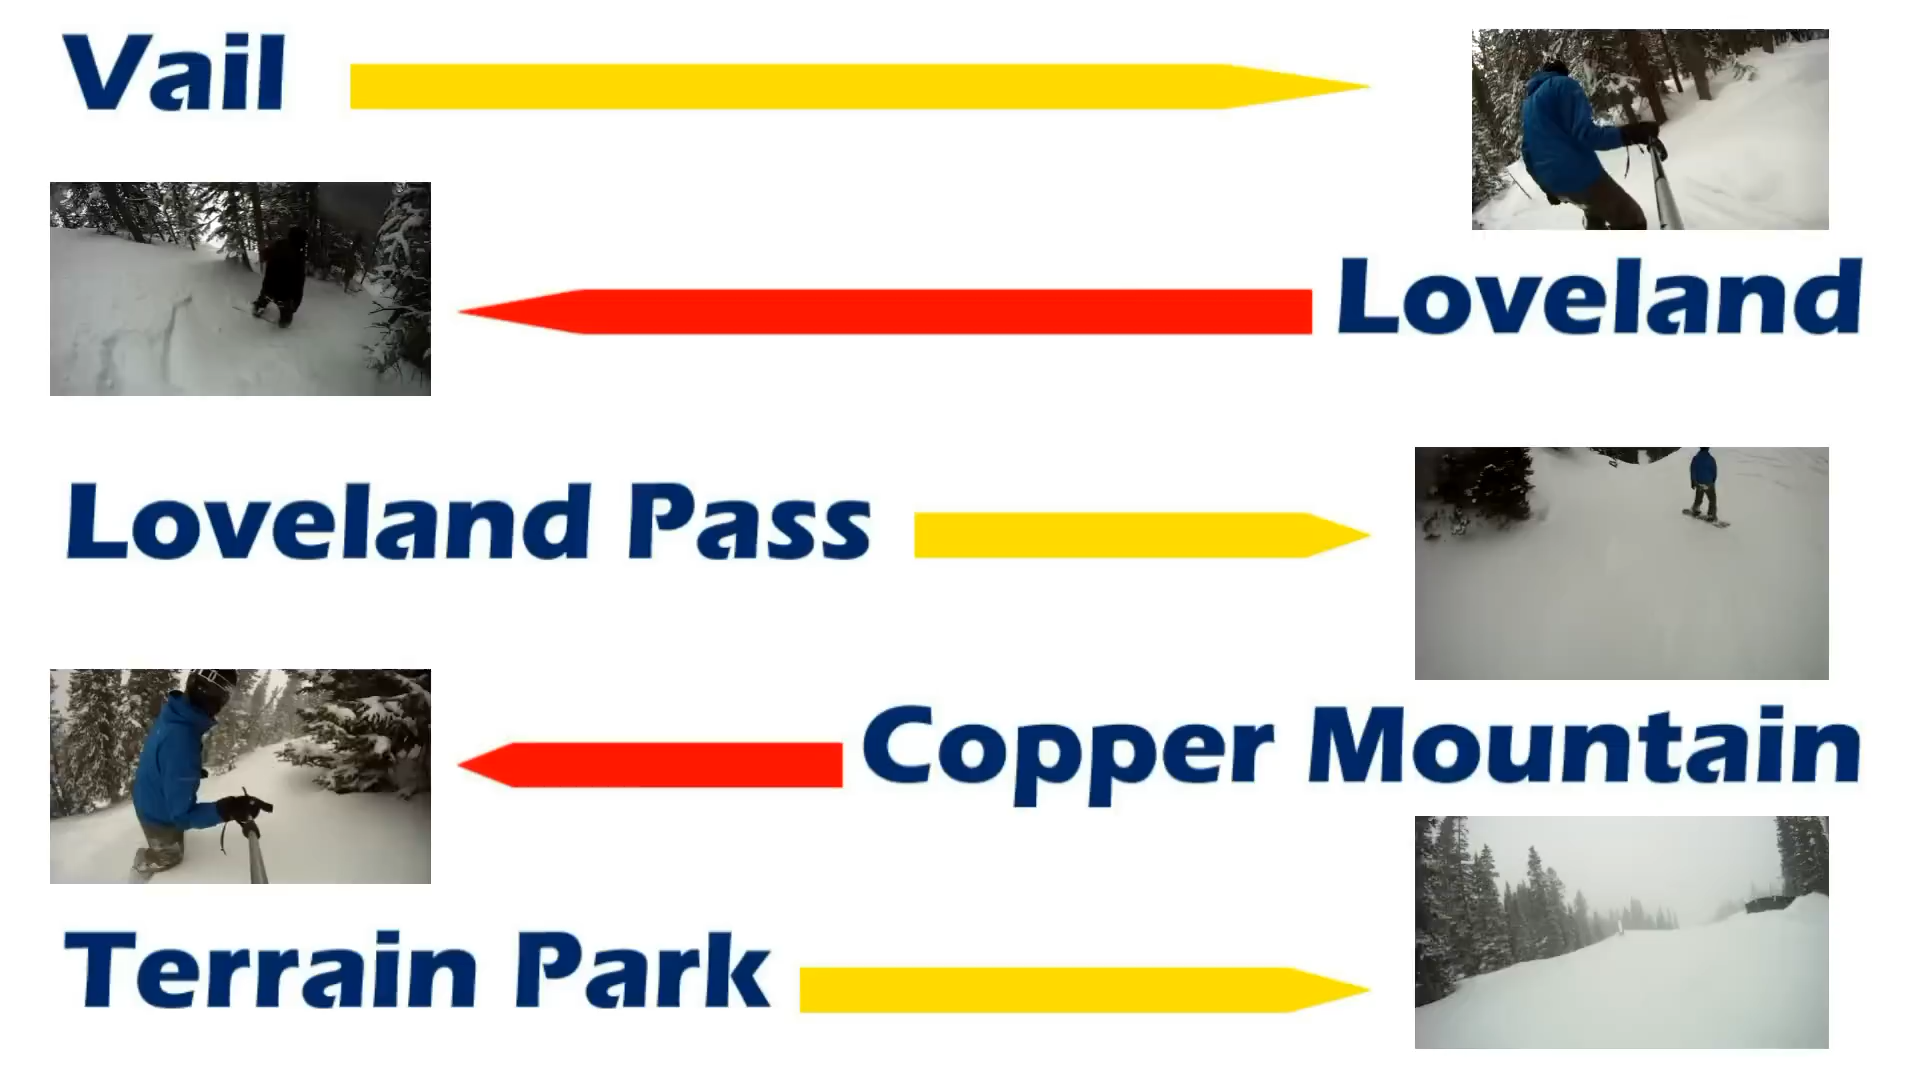 Vail
Loveland
Loveland Pass
Copper Mountain
Terrain Park